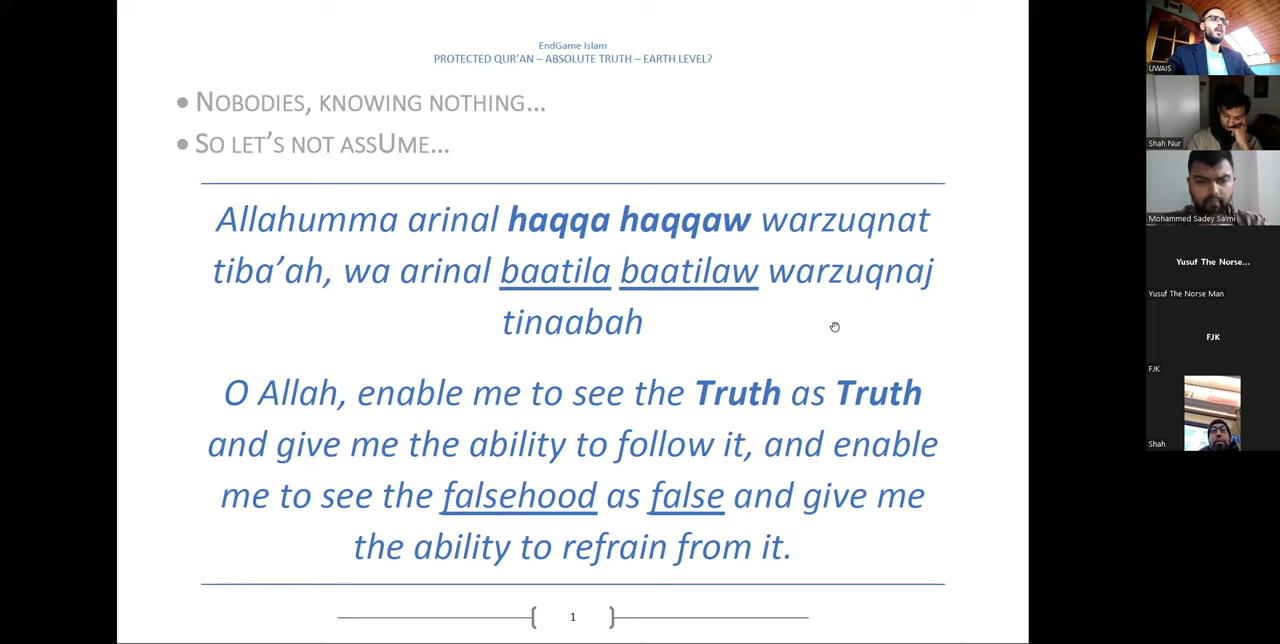 EndGame Islam
PROTECTED QUR'AN – ABSOLUTE TRUTH – EARTH LEVEL?
• NOBODIES, KNOWING NOTHING…
• SO LET'S NOT ASSUME…
Allahumma arinal haqqa haqqaw warzuqnat
tiba'ah, wa arinal baatila baatilaw warzuqnaj
tinaabah
O Allah, enable me to see the Truth as Truth
and give me the ability to follow it, and enable
me to see the falsehood as false and give me
the ability to refrain from it.
1
UWAIS
Shah Nur
Mohammed Sadey Salmi
Yusuf The Norse...
Yusuf The Norse Man
FJK
FJK
Shah